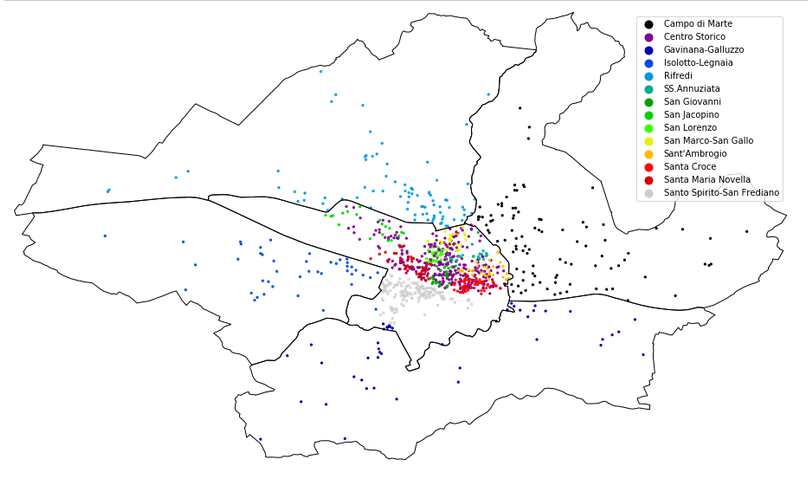 Campo di Marte
Centro Storico
Gavinana-Galluzzo
Isolotto-Legnaia
Rifredi
SS.Annuziata
San Giovanni
San Jacopino
San Lorenzo
San Marco-San Gallo
Sant'Ambrogio
Santa Croce
Santa Maria Novella
Santo Spirito-San Frediano